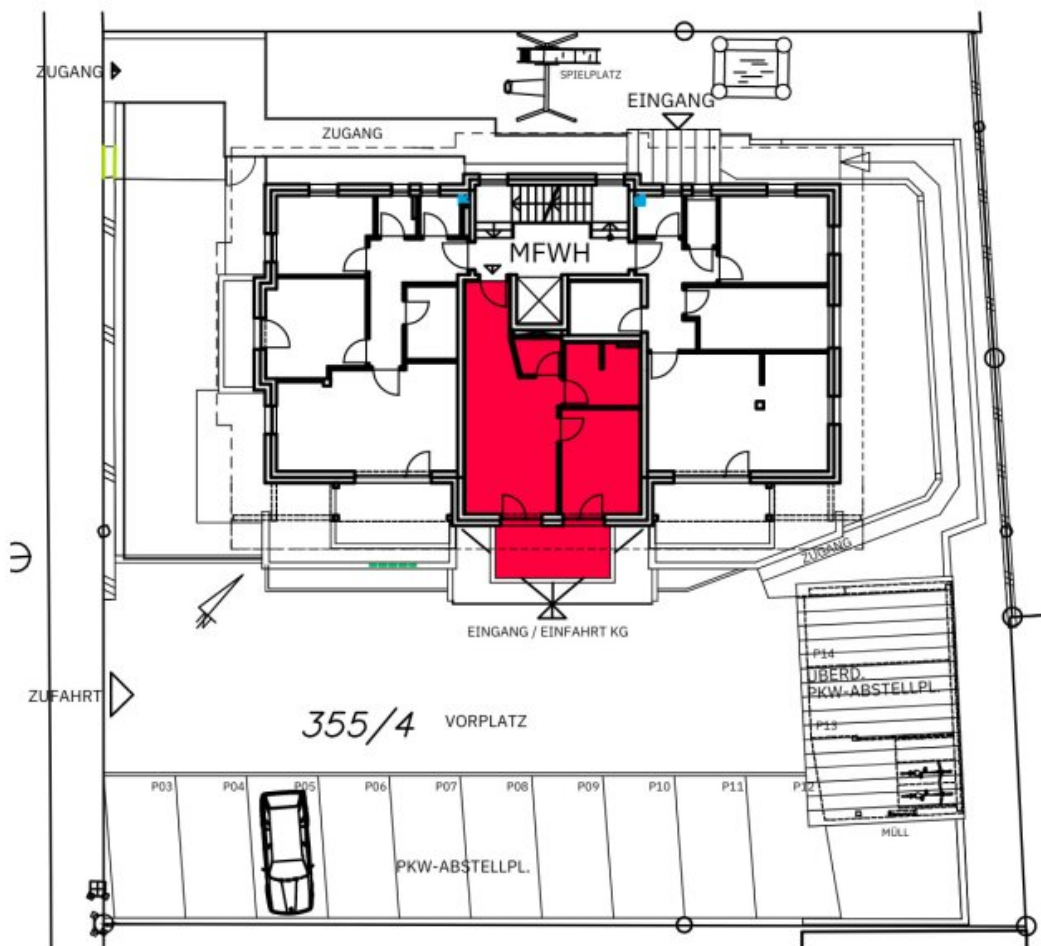 ZUGANG
SPIELPLATZ
EINGANG
ZUGANG
MFWH
ZUGANG
EINGANG / EINFAHRT KG
P14
ÜBERD.
PKW-ABSTELLPL.
ZUFAHRT
355/4
VORPLATZ
P13
P03
P04
P05
P06
P07
P08
P09
P10
P11
P12
MÜLL
PKW-ABSTELLPL.